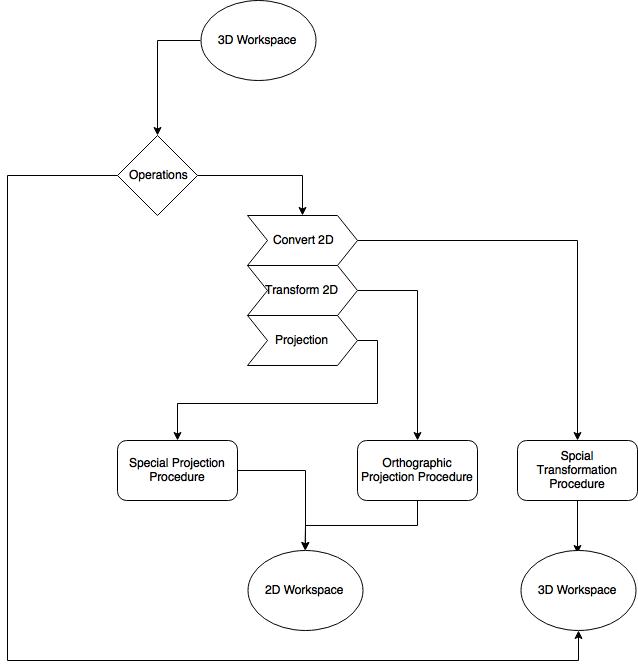 3D Workspace
Operations
Convert 2D
Transform 2D
Projection
Special Projection
Procedure
Orthographic
Projection Procedure
Spcial
Transformation
Procedure
2D Workspace
3D Workspace